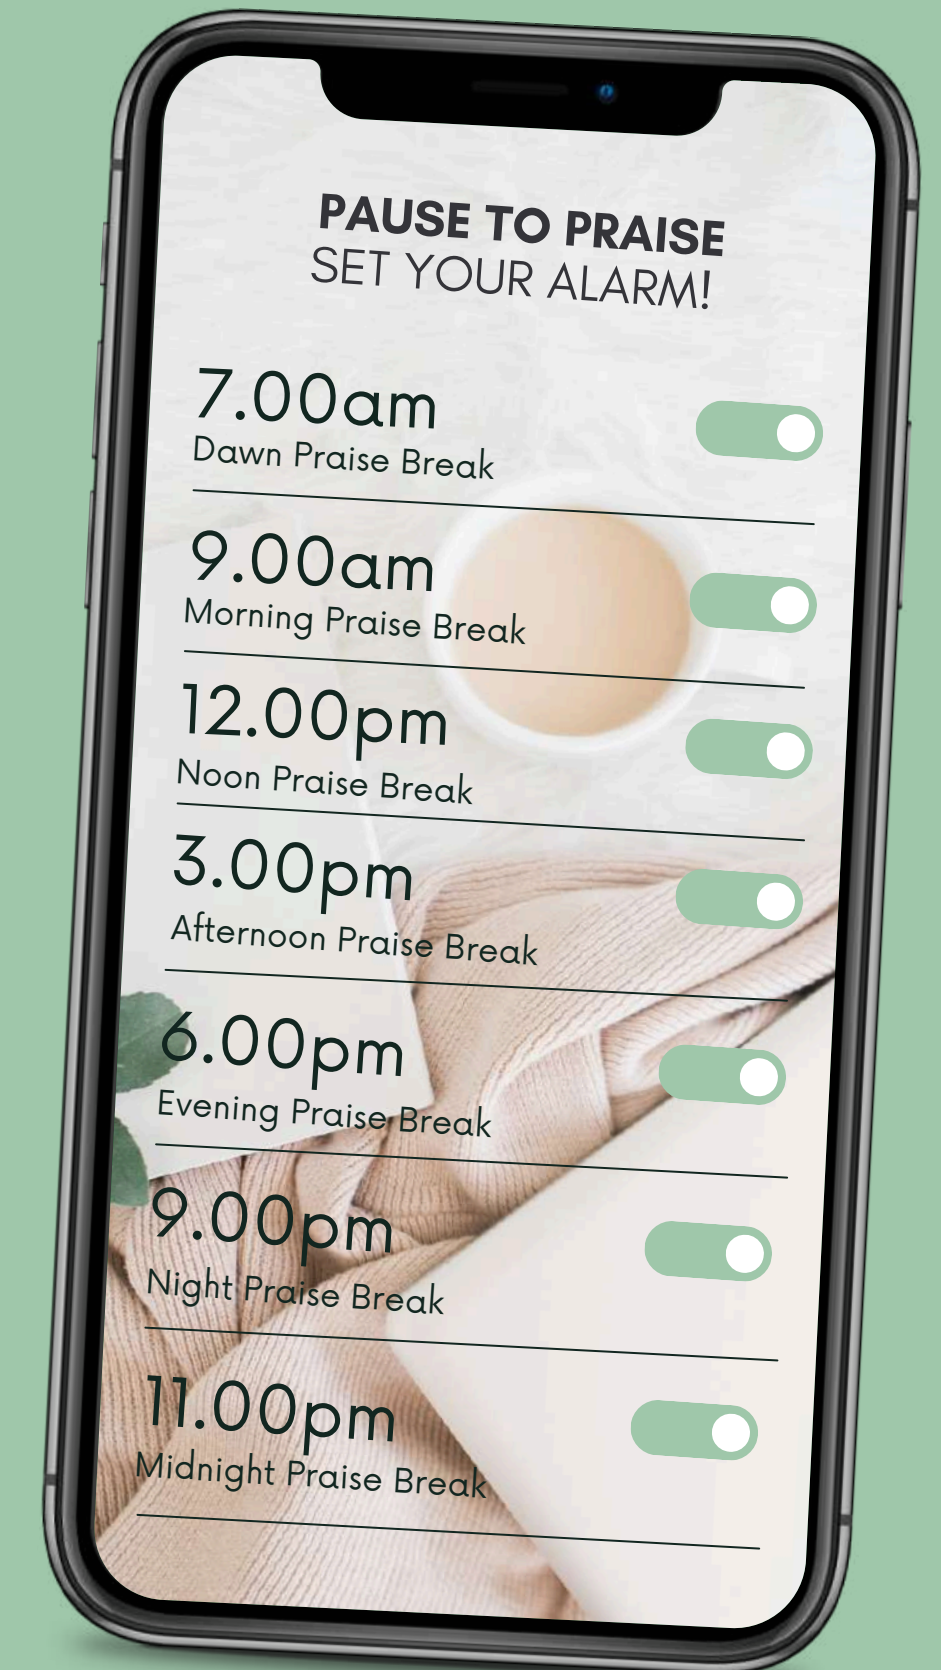 PAUSE TO PRAISE
SET YOUR ALARM!
7.00am
Dawn Praise Break
9.00am
Morning Praise Break
12.00pm
Noon Praise Break
3.00pm
Afternoon Praise Break
6.00pm
Evening Praise Break
9.00pm
Night Praise Break
11.00pm
Midnight Praise Break